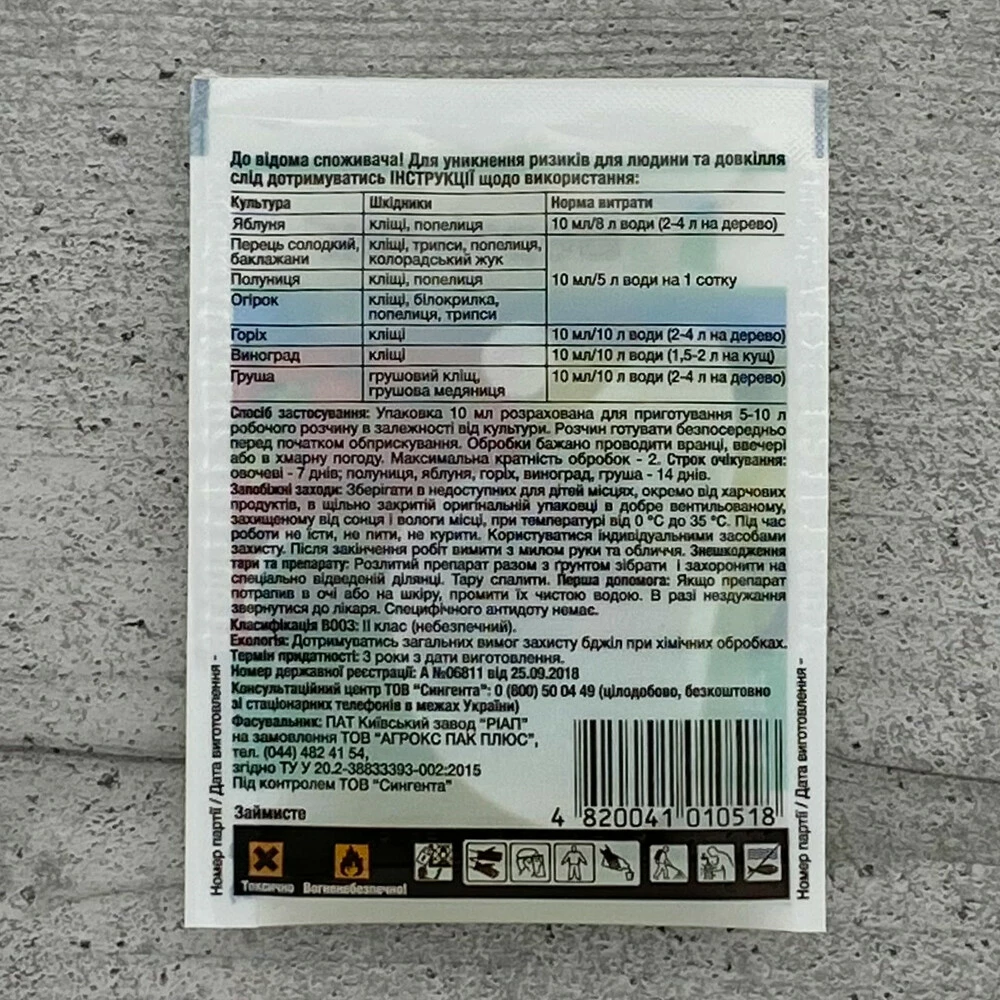 До відома споживача! Для уникнення ризиків для людини та довкілля
слід дотримуватись ІНСТРУКЦІЇ щодо використання:
Культура Шкідники Норма витрати
Яблуня кліщі, попелиця 10 мл/8 л води (2-4 л на дерево)
Перець солодкий, кліщі, трипси, попелиця,
баклажани колорадський жук
Полуниця кліщі, попелиця 10 мл/5 л води на 1 сотку
Огірок кліщі, білокрилка,
попелиця, трипси
Горіх кліщі 10 мл/10 л води (2-4 л на дерево)
Виноград кліщі 10 мл/10 л води (1,5-2 л на кущ)
Груша грушовий кліщ, 10 мл/10 л води (2-4 л на дерево)
грушова медяниця
Спосіб застосування: Упаковка 10 мл розрахована для приготування 5-10 л
робочого розчину в залежності від культури. Розчин готувати безпосередньо
перед початком обприскування. Обробки бажано проводити вранці, ввечері
або в хмарну погоду. Максимальна кратність обробок - 2. Строк очікування:
овочеві - 7 днів; полуниця, яблуня, горіх, виноград, груша - 14 днів.
Запобіжні заходи: Зберігати в недоступних для дітей місцях, окремо від харчових
продуктів, в щільно закритій оригінальній упаковці в добре вентильованому,
захищеному від сонця і вологи місці, при температурі від 0 °С до 35 °С. Під час
роботи не їсти, не пити, не курити. Користуватися індивідуальними засобами
захисту. Після закінчення робіт вимити з милом руки та обличчя. Знешкодження
тари та препарату: Розлитий препарат разом з ґрунтом зібрати і захоронити на
спеціально відведеній ділянці. Тару спалити. Перша допомога: Якщо препарат
потрапив в очі або на шкіру, промити їх чистою водою. В разі нездужання
звернутися до лікаря. Специфічного антидоту немає.
Класифікація ВООЗ: ІІ клас (небезпечний).
Екологія: Дотримуватись загальних вимог захисту бджіл при хімічних обробках.
Термін придатності: 3 роки з дати виготовлення.
Номер державної реєстрації: А №06811 від 25.09.2018
Консультаційний центр ТОВ "Сингента": 0 (800) 50 04 49 (цілодобово, безкоштовно
зі стаціонарних телефонів в межах України)
Фасувальник: ПАТ Київський завод "РІАП"
на замовлення ТОВ "АГРОКС ПАК ПЛЮС",
тел. (044) 482 41 54,
згідно ТУ У 20.2-38833393-002:2015
Під контролем ТОВ "Сингента"
Займисте
4 820041 010518
Токсично Вогненебезпечно!
Номер партії / Дата виготовлення -
Номер партії / Дата виготовлення -